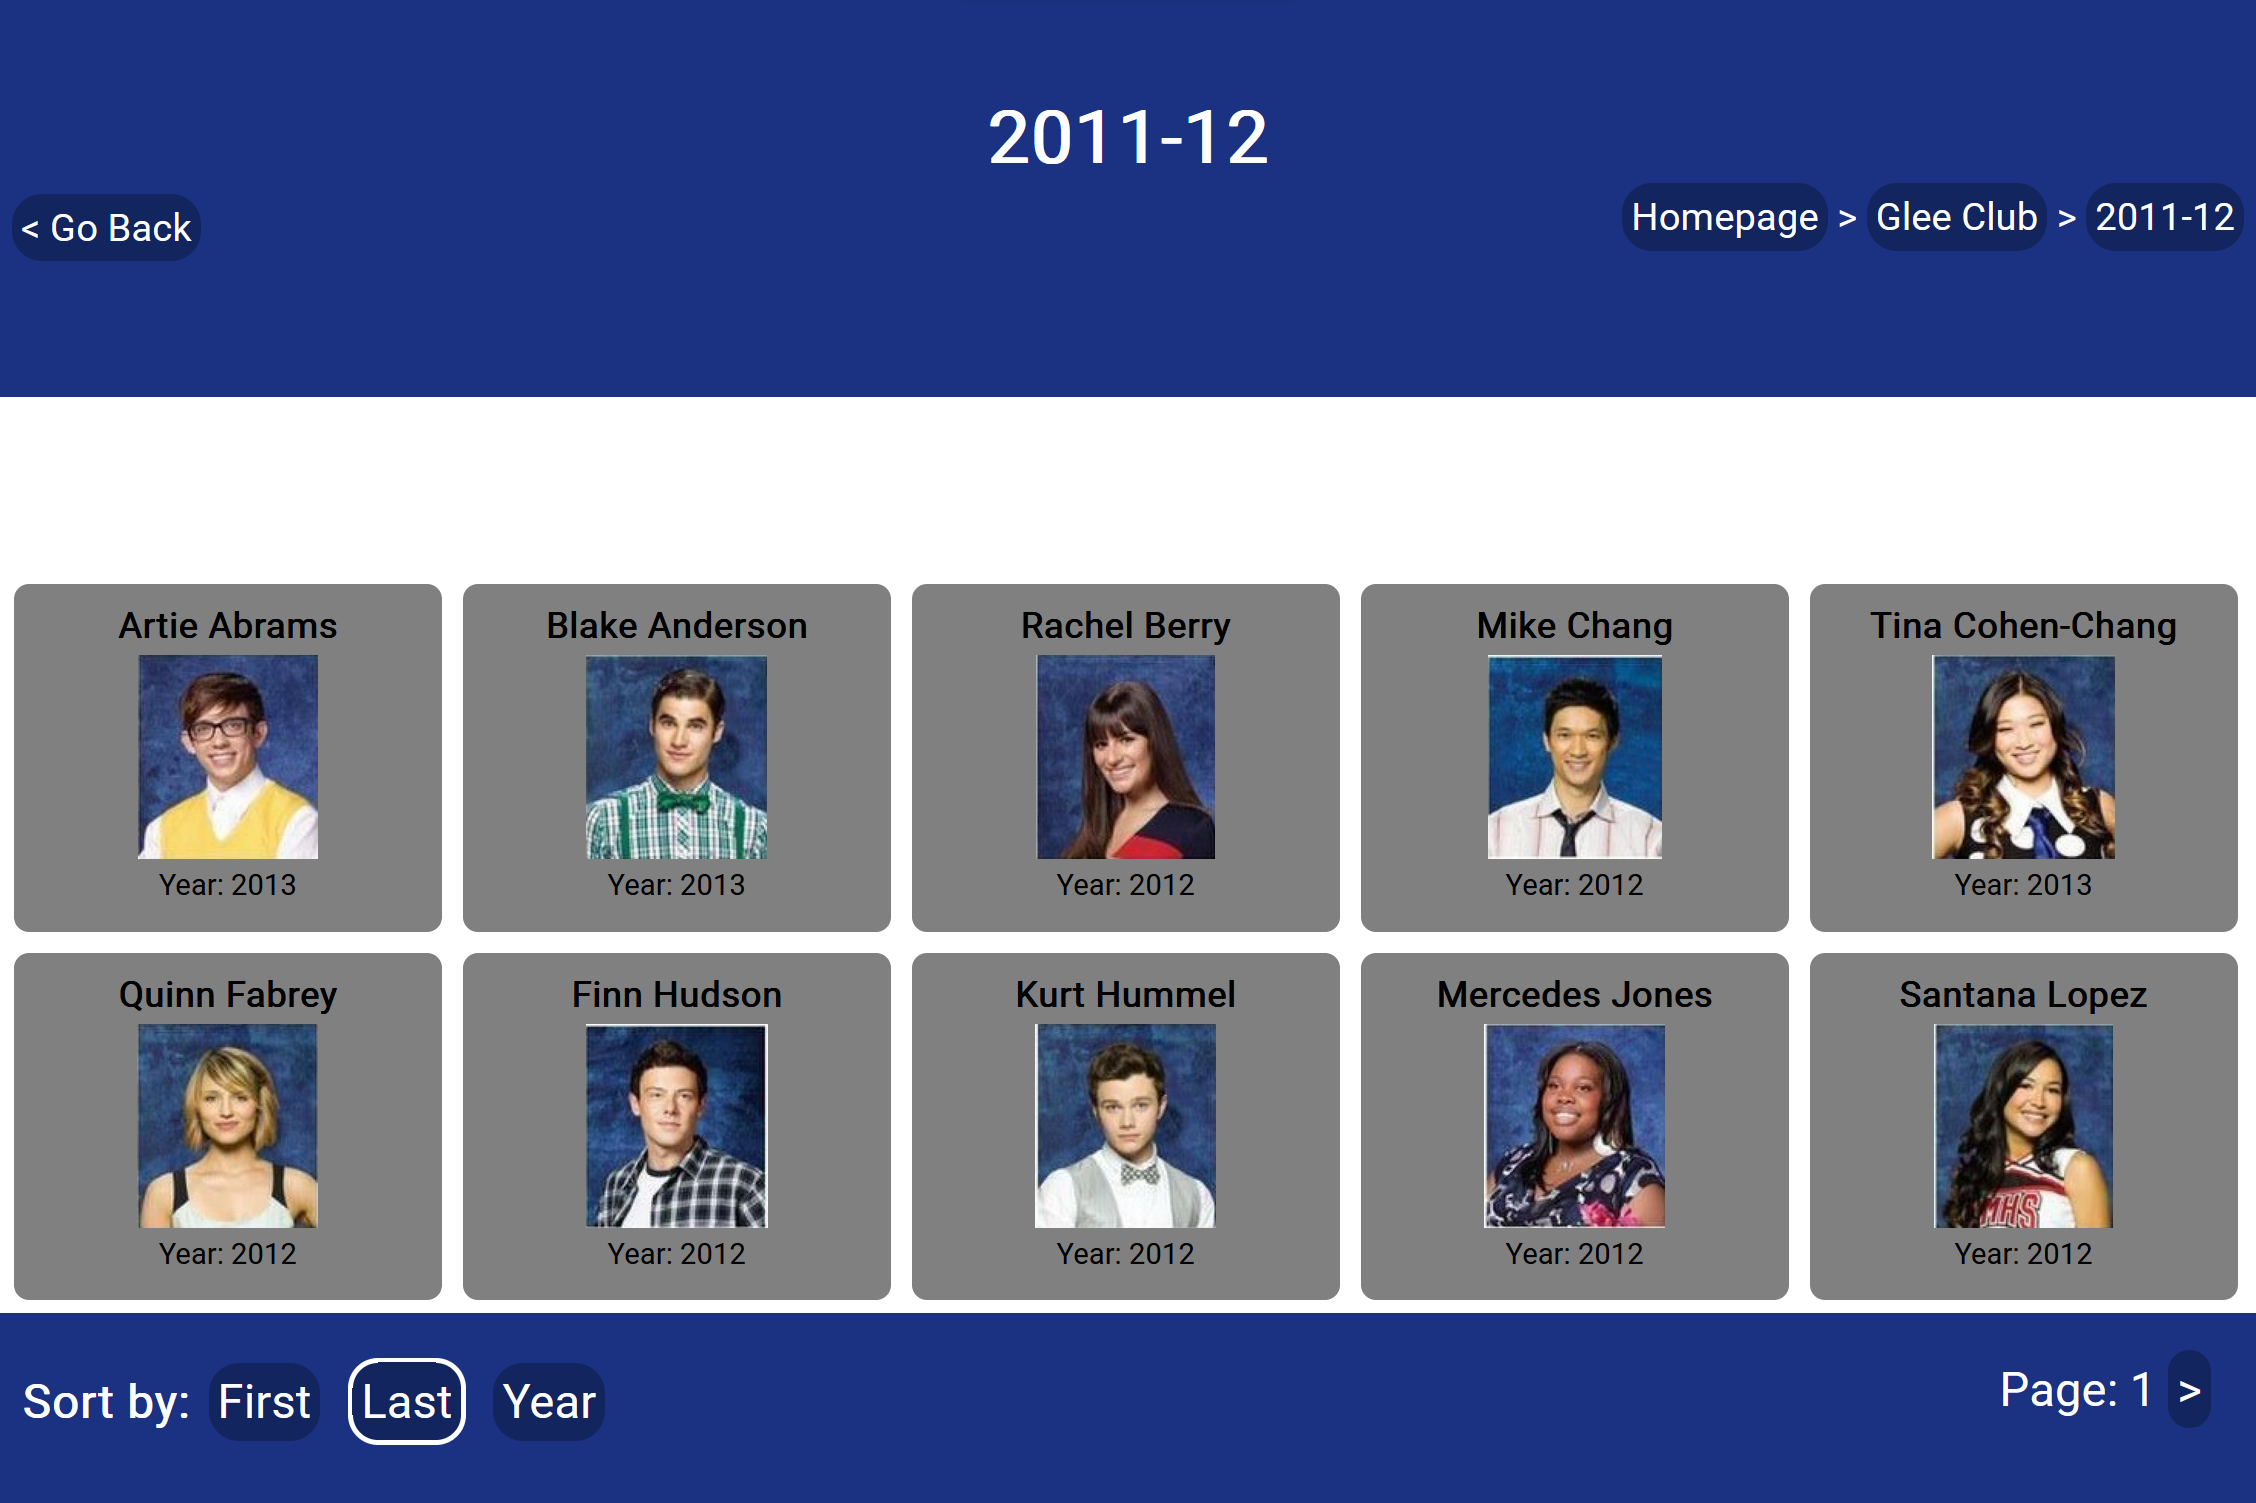 2011-12
< Go Back
Homepage > Glee Club > 2011-12
Artie Abrams
Year: 2013
Blake Anderson
Year: 2013
Rachel Berry
Year: 2012
Mike Chang
Year: 2012
Tina Cohen-Chang
Year: 2013
Quinn Fabrey
Year: 2012
Finn Hudson
Year: 2012
Kurt Hummel
Year: 2012
Mercedes Jones
Year: 2012
Santana Lopez
MHS
Year: 2012
Sort by: First Last Year
Page: 1 >